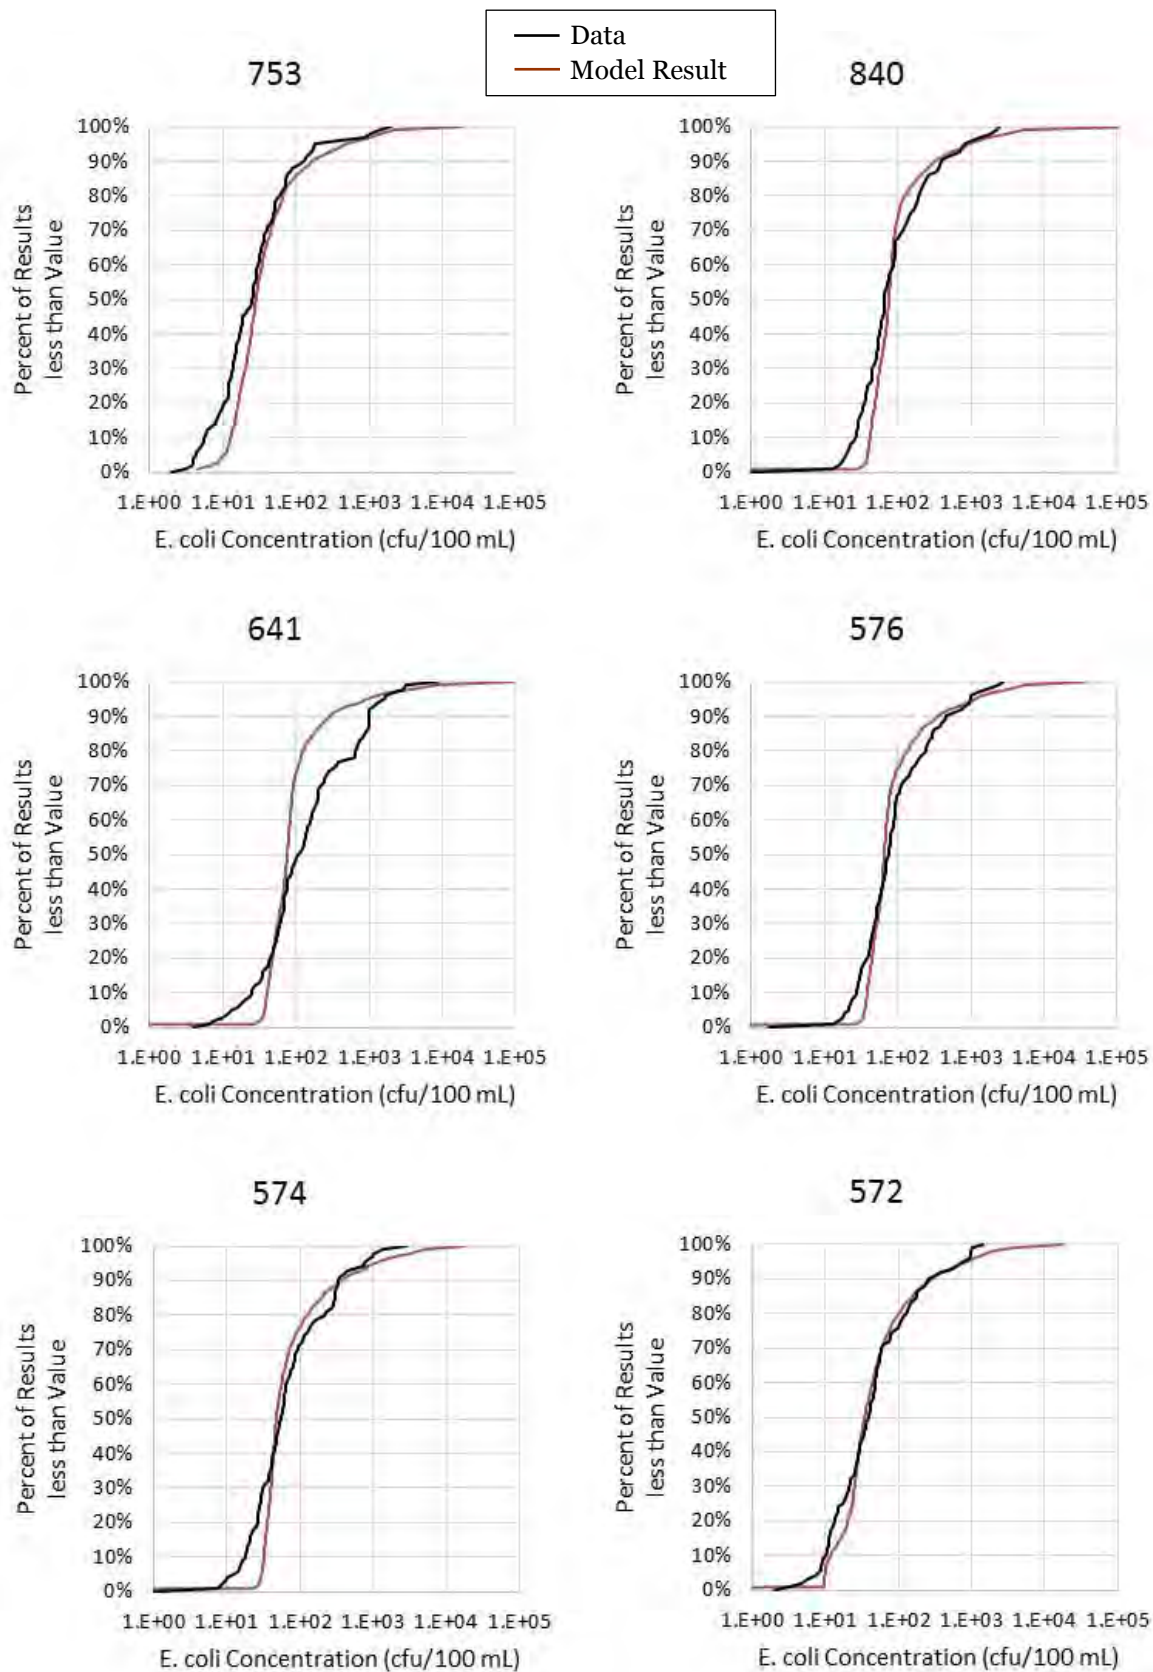 Data
Model Result
753
100%
90%
80%
70%
60%
50%
40%
30%
20%
10%
0%
Percent of Results
less than Value
1.E+00 1.E+01 1.E+02 1.E+03 1.E+04 1.E+05
E. coli Concentration (cfu/100 mL)
840
100%
90%
80%
70%
60%
50%
40%
30%
20%
10%
0%
Percent of Results
less than Value
1.E+00 1.E+01 1.E+02 1.E+03 1.E+04 1.E+05
E. coli Concentration (cfu/100 mL)
641
100%
90%
80%
70%
60%
50%
40%
30%
20%
10%
0%
Percent of Results
less than Value
1.E+00 1.E+01 1.E+02 1.E+03 1.E+04 1.E+05
E. coli Concentration (cfu/100 mL)
576
100%
90%
80%
70%
60%
50%
40%
30%
20%
10%
0%
Percent of Results
less than Value
1.E+00 1.E+01 1.E+02 1.E+03 1.E+04 1.E+05
E. coli Concentration (cfu/100 mL)
574
100%
90%
80%
70%
60%
50%
40%
30%
20%
10%
0%
Percent of Results
less than Value
1.E+00 1.E+01 1.E+02 1.E+03 1.E+04 1.E+05
E. coli Concentration (cfu/100 mL)
572
100%
90%
80%
70%
60%
50%
40%
30%
20%
10%
0%
Percent of Results
less than Value
1.E+00 1.E+01 1.E+02 1.E+03 1.E+04 1.E+05
E. coli Concentration (cfu/100 mL)